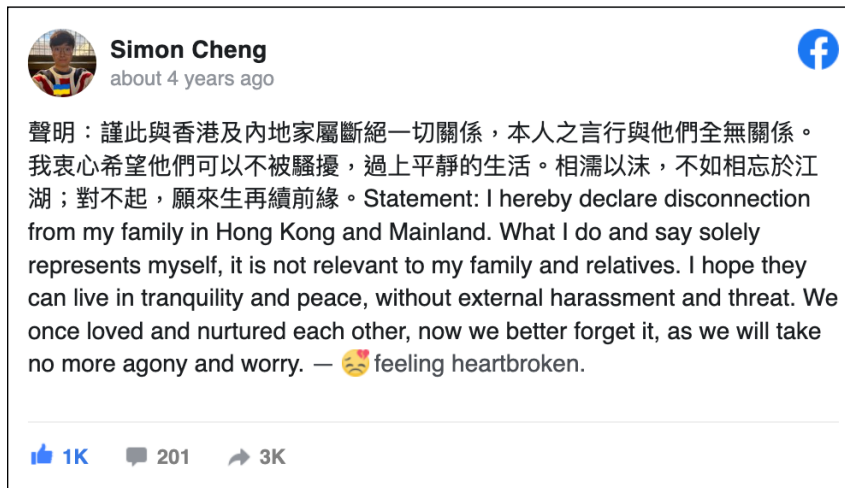 Simon Cheng
about 4 years ago
聲明：謹此與香港及內地家屬斷絕一切關係，本人之言行與他們全無關係。
我衷心希望他們可以不被騷擾，過上平靜的生活。相濡以沫，不如相忘於江
湖；對不起，願來生再續前緣。Statement: I hereby declare disconnection
from my family in Hong Kong and Mainland. What I do and say solely
represents myself, it is not relevant to my family and relatives. I hope they
can live in tranquility and peace, without external harassment and threat. We
once loved and nurtured each other, now we better forget it, as we will take
no more agony and worry. — feeling heartbroken.
1K 201 3K